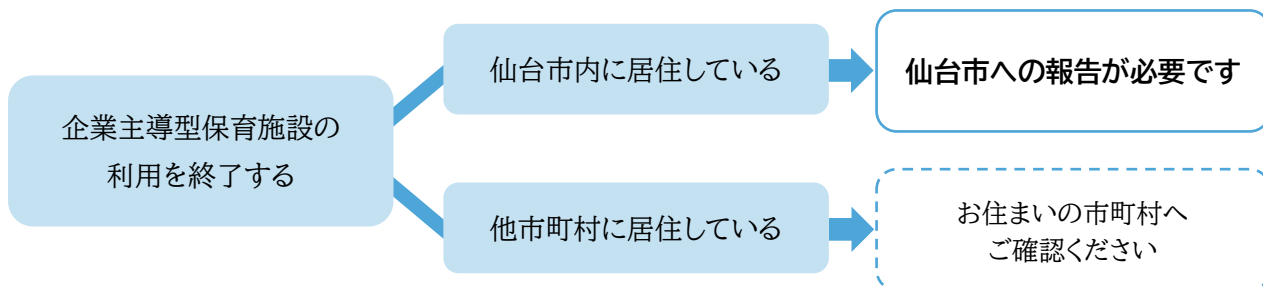 企業主導型保育施設の
利用を終了する
仙台市内に居住している
仙台市への報告が必要です
他市町村に居住している
お住まいの市町村へ
ご確認ください